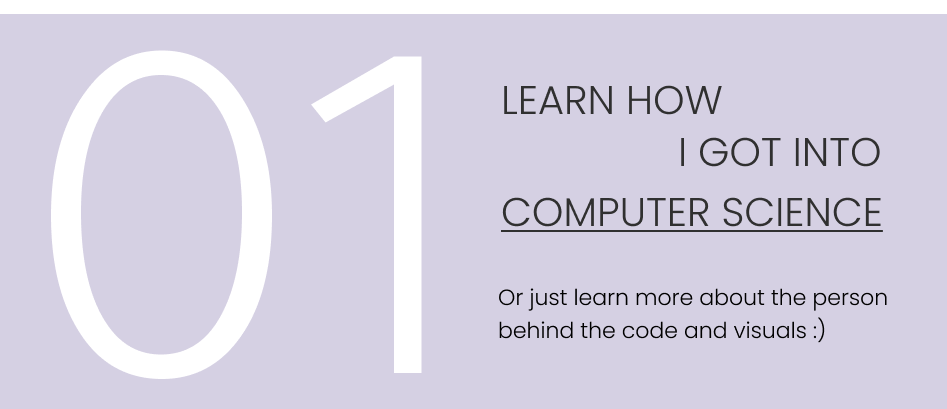 01
LEARN HOW
I GOT INTO
COMPUTER SCIENCE
Or just learn more about the person
behind the code and visuals :)